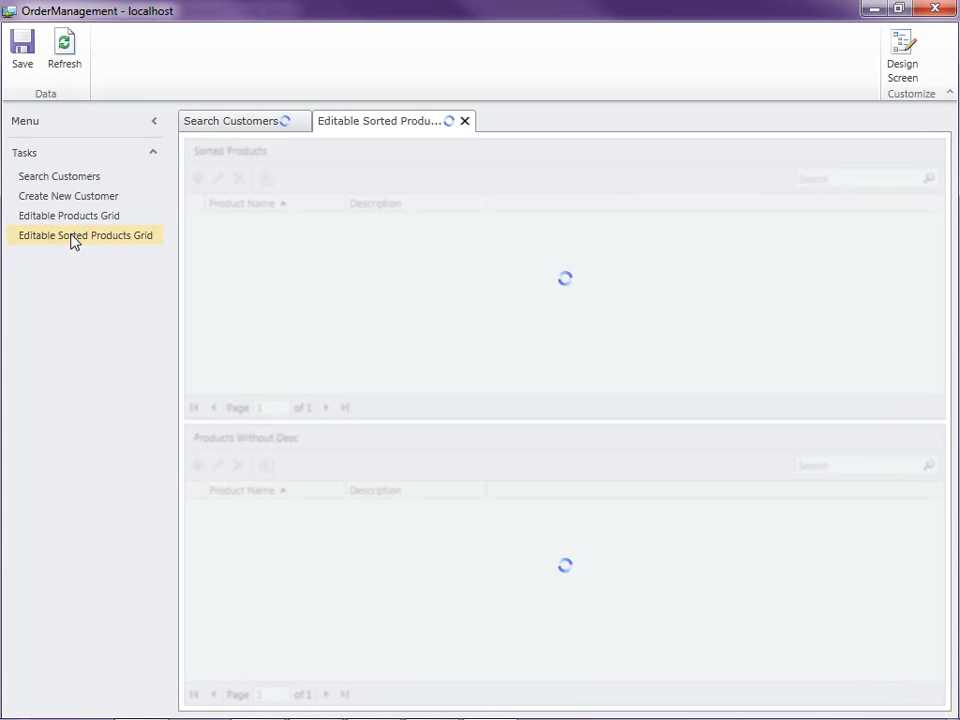 OrderManagement - localhost
Save
Refresh
Data
Design
Screen
Customize
Menu
Tasks
Search Customers
Create New Customer
Editable Products Grid
Editable Sorted Products Grid
Search Customers
Editable Sorted Produ...
Sorted Products
Search
Product Name
Description
Page 1 of 1
Products Without Desc
Search
Product Name
Description
Page 1 of 1